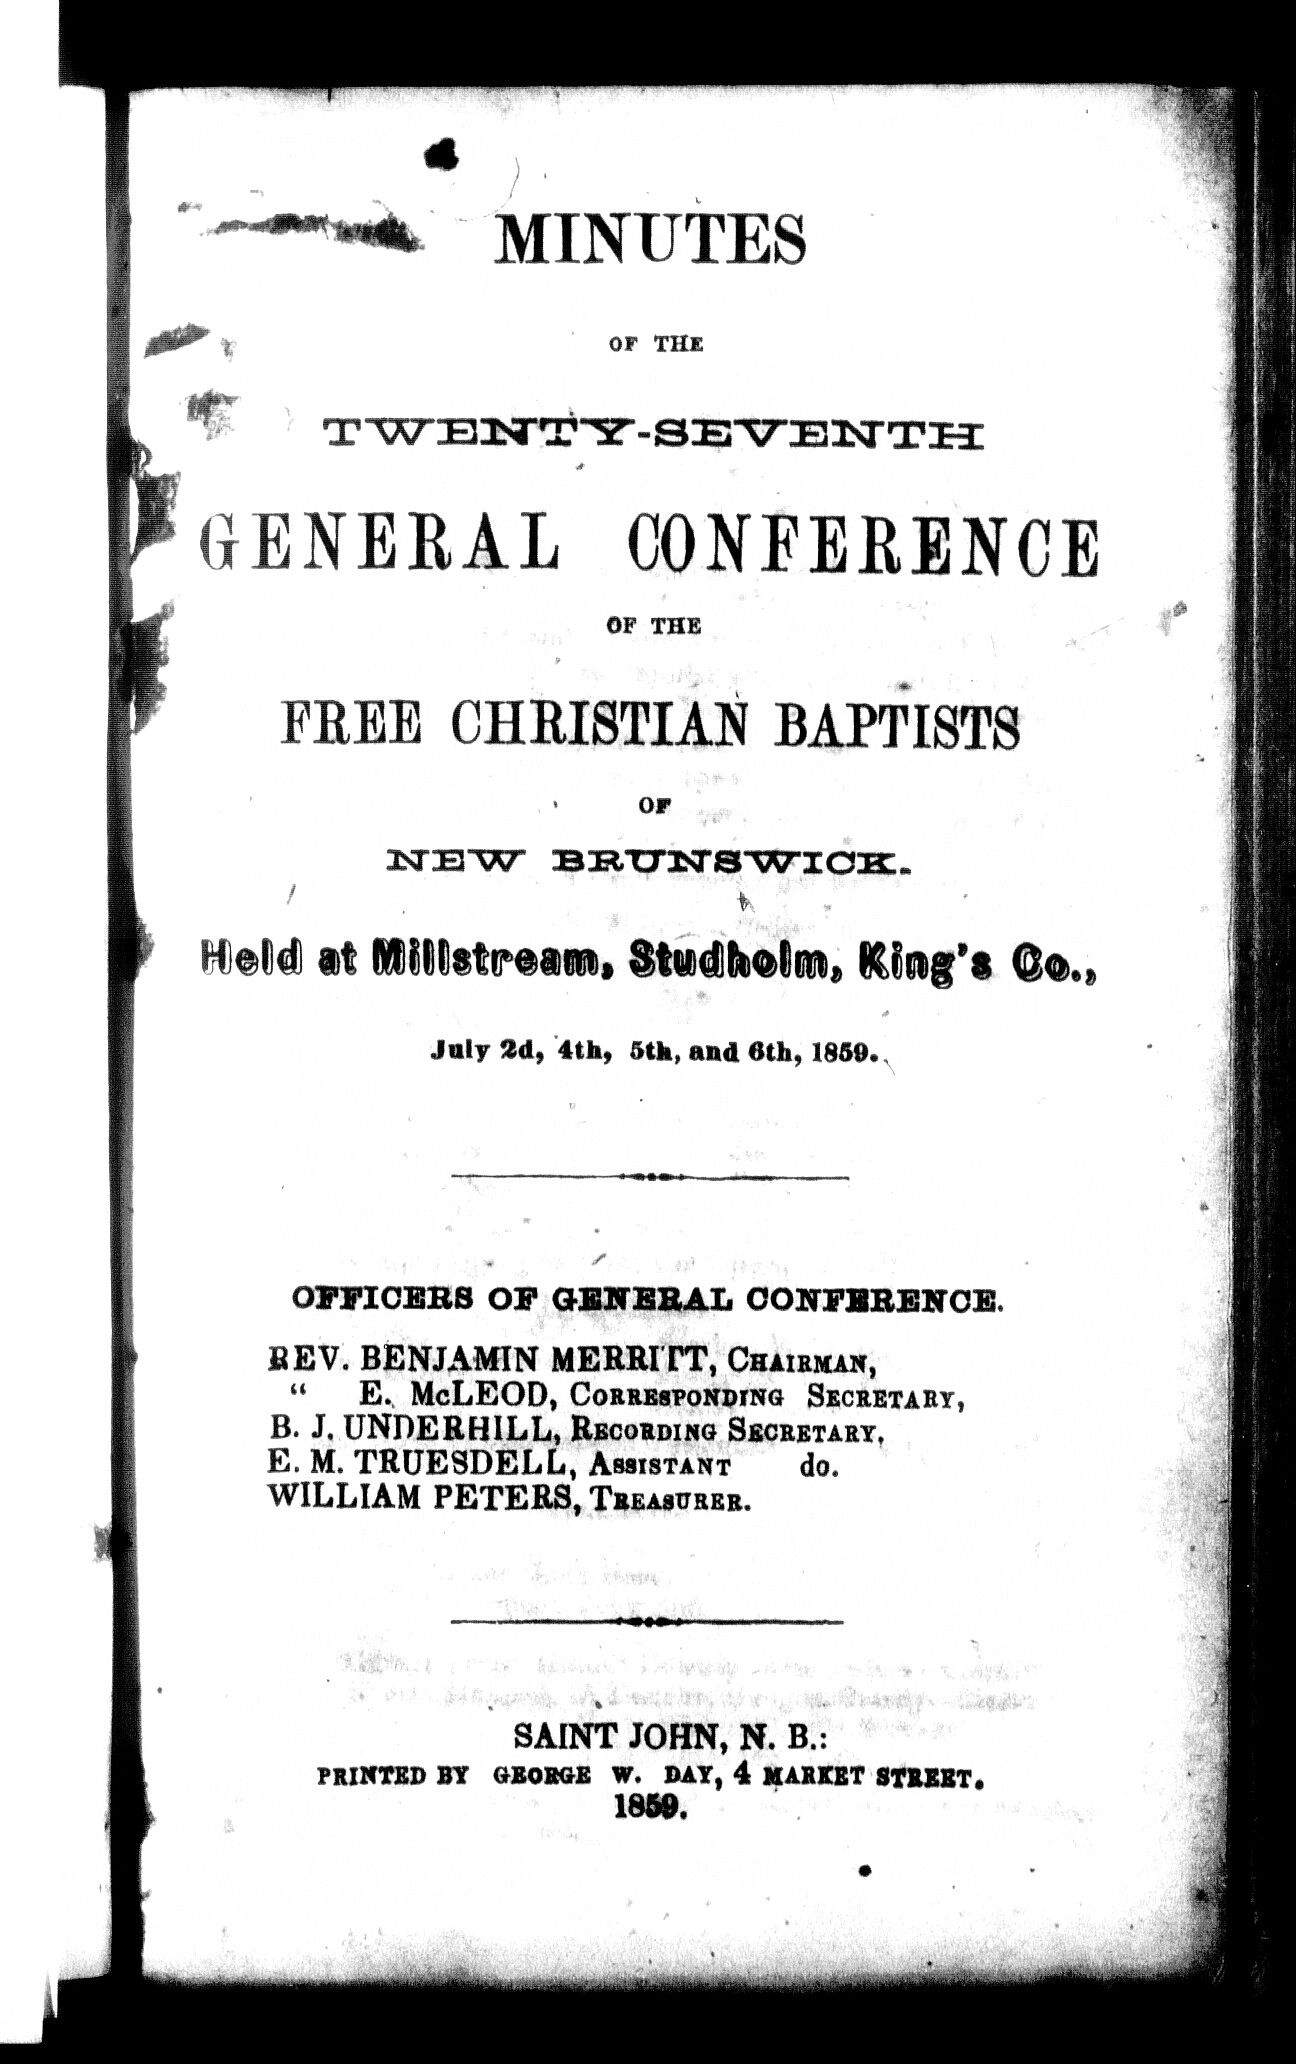 MINUTES
OF THE
TWENTY-SEVENTH
GENERAL CONFERENCE
OF THE
FREE CHRISTIAN BAPTISTS
OF
NEW BRUNSWICK.
Held at Millstream, Studholm, King's Co.,
July 2d, 4th, 5th, and 6th, 1859.
OFFICERS OF GENERAL CONFERENCE.
REV. BENJAMIN MERRITT, CHAIRMAN,
“ E. McLEOD, CORRESPONDING SECRETARY,
B. J. UNDERHILL, RECORDING SECRETARY,
E. M. TRUESDELL, ASSISTANT do.
WILLIAM PETERS, TREASURER.
SAINT JOHN, N. B.:
PRINTED BY GEORGE W. DAY, 4 MARKET STREET.
1859.